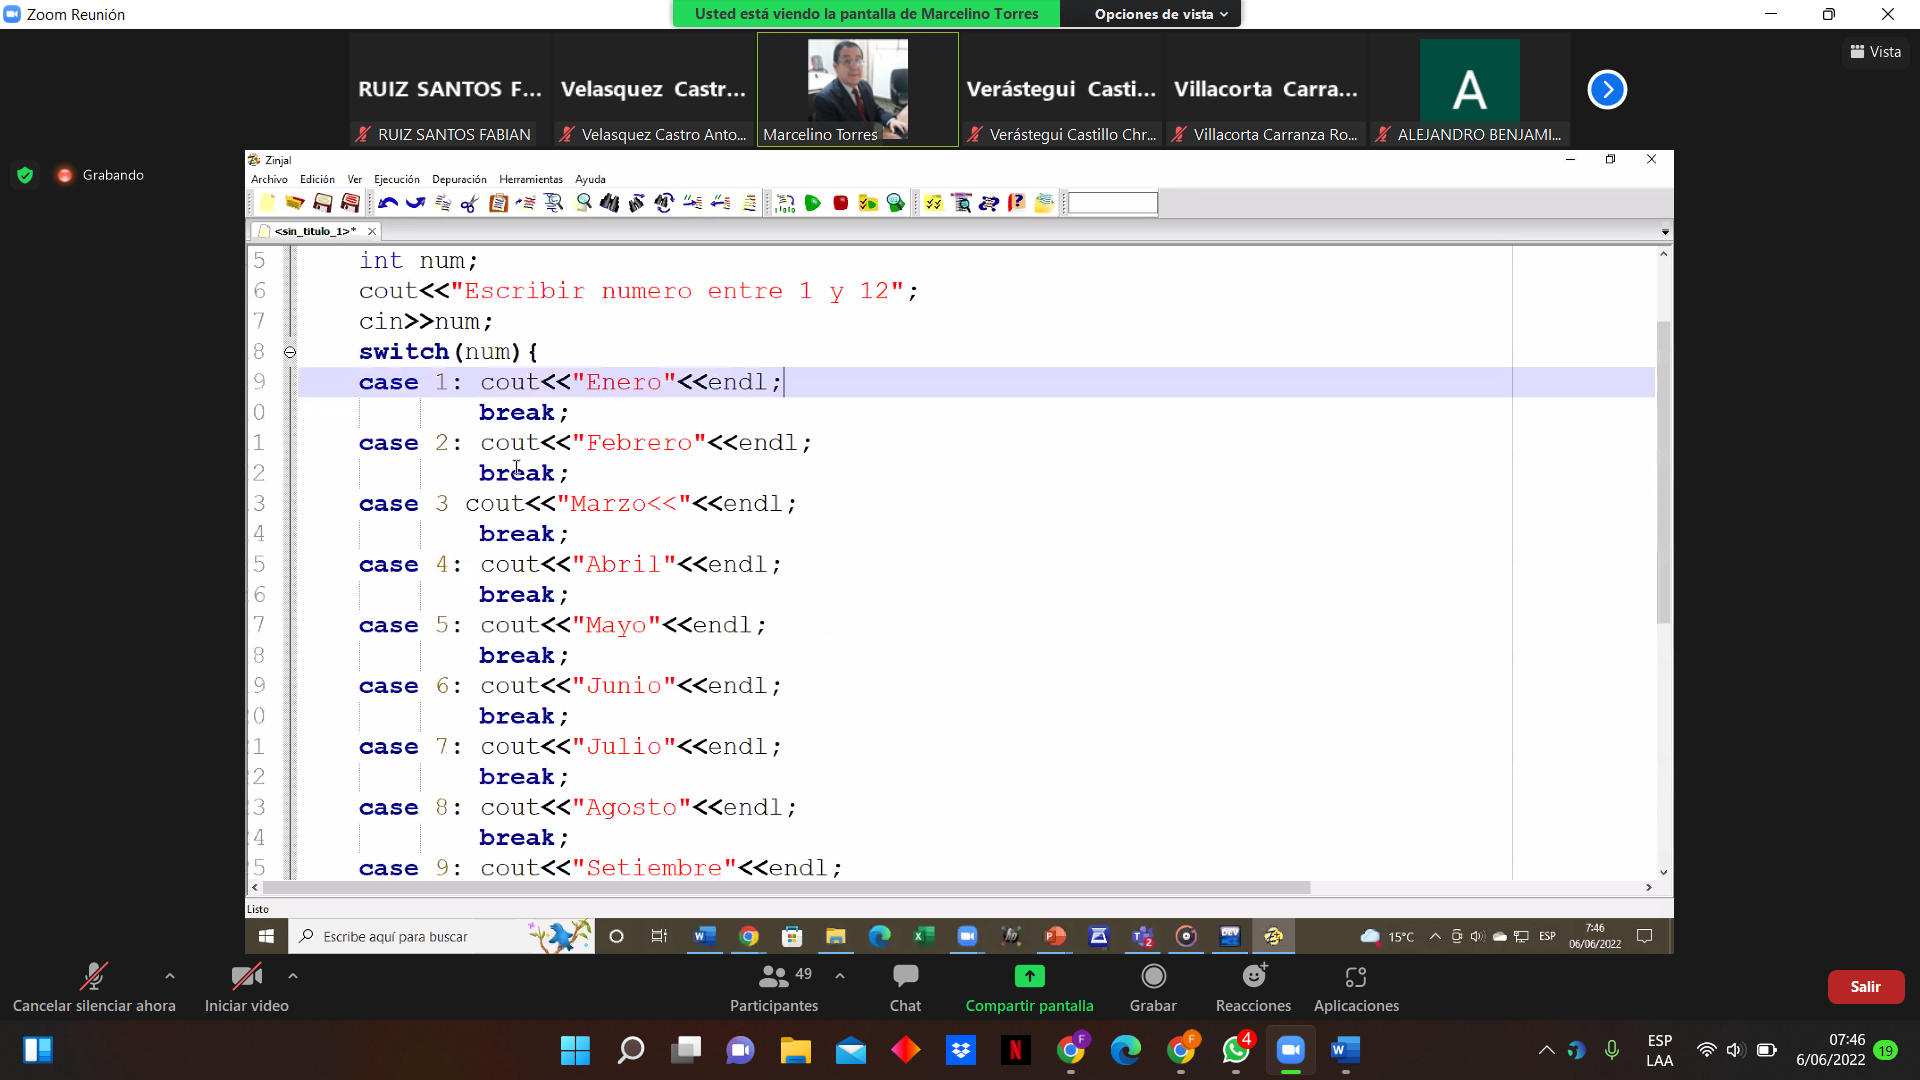 Zoom Reunión
Usted está viendo la pantalla de Marcelino Torres
Opciones de vista
Vista
RUIZ SANTOS F...
Velasquez Castr...
Verástegui Casti...
Villacorta Carra...
A
RUIZ SANTOS FABIAN
Velasquez Castro Anto...
Marcelino Torres
Verástegui Castillo Chr...
Villacorta Carranza Ro...
ALEJANDRO BENJAMI...
Grabando
Zinjal
Archivo Edición Ver Ejecución Depuración Herramientas Ayuda
<sin_titulo_1>*
5 int num;
6 cout<<"Escribir numero entre 1 y 12";
7 cin>>num;
8 switch(num){
9 case 1: cout<<"Enero"<<endl;
0 break;
1 case 2: cout<<"Febrero"<<endl;
2 break;
3 case 3 cout<<"Marzo<<"<<endl;
4 break;
5 case 4: cout<<"Abril"<<endl;
6 break;
7 case 5: cout<<"Mayo"<<endl;
8 break;
9 case 6: cout<<"Junio"<<endl;
0 break;
1 case 7: cout<<"Julio"<<endl;
2 break;
3 case 8: cout<<"Agosto"<<endl;
4 break;
5 case 9: cout<<"Setiembre"<<endl;
Listo
Escribe aquí para buscar
15°C
ESP
7:46
06/06/2022
49
Cancelar silenciar ahora
Iniciar video
Participantes
Chat
Compartir pantalla
Grabar
Reacciones
Aplicaciones
Salir
F
F
4
ESP
LAA
07:46
6/06/2022
19